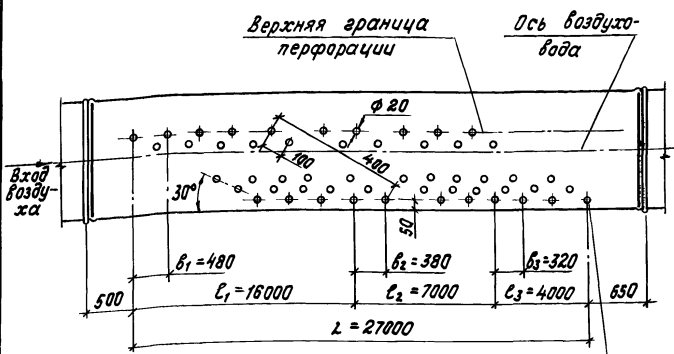 Верхняя граница
перфорации
Ось воздухо-
вода
ф 20
Вход
возду-
ха
100
400
30°
50
в₁=480
в₂=380
в₃=320
500
ℓ₁=16000
ℓ₂=7000
ℓ₃=4000
650
L=27000